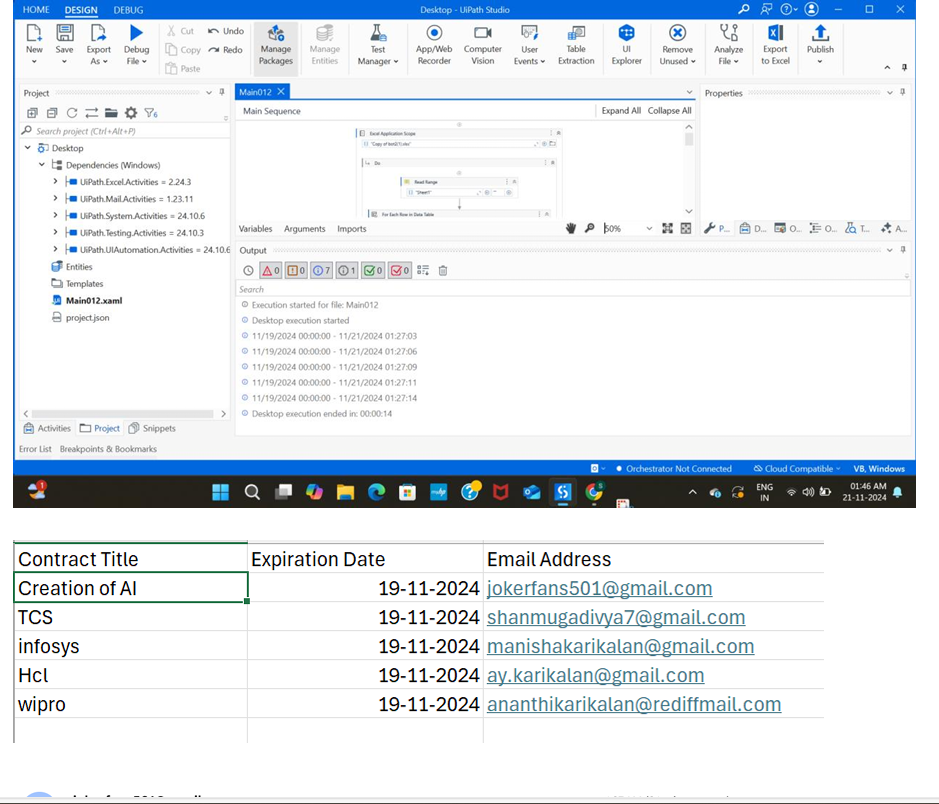 HOME DESIGN DEBUG Desktop - UiPath Studio
New Save Export As Debug File Cut Copy Paste Undo Redo Manage Packages Manage Entities Test Manager App/Web Recorder Computer Vision User Events Table Extraction UI Explorer Remove Unused Analyze File Export to Excel Publish
Project
Search project (Ctrl+Alt+P)
Desktop
Dependencies (Windows)
UiPath.Excel.Activities = 2.24.3
UiPath.Mail.Activities = 1.23.11
UiPath.System.Activities = 24.10.6
UiPath.Testing.Activities = 24.10.3
UiPath.UIAutomation.Activities = 24.10.6
Entities
Templates
Main012.xaml
project.json
Activities Project Snippets
Main012
Main Sequence Expand All Collapse All
Excel Application Scope
Do
Read Range
"Sheet1"
For Each Row in Data Table
Variables Arguments Imports 50%
Properties
P... D... O... O... T... A...
Output
0 0 7 1 0 0
Search
Execution started for file: Main012
Desktop execution started
11/19/2024 00:00:00 - 11/21/2024 01:27:03
11/19/2024 00:00:00 - 11/21/2024 01:27:06
11/19/2024 00:00:00 - 11/21/2024 01:27:09
11/19/2024 00:00:00 - 11/21/2024 01:27:11
11/19/2024 00:00:00 - 11/21/2024 01:27:14
Desktop execution ended in: 00:00:14
Error List Breakpoints & Bookmarks
Orchestrator Not Connected Cloud Compatible VB, Windows
ENG IN 01:46 AM 21-11-2024
Contract Title Expiration Date Email Address
Creation of AI 19-11-2024 jokerfans501@gmail.com
TCS 19-11-2024 shanmugadivya7@gmail.com
infosys 19-11-2024 manishakarikalan@gmail.com
Hcl 19-11-2024 ay.karikalan@gmail.com
wipro 19-11-2024 ananthikarikalan@rediffmail.com